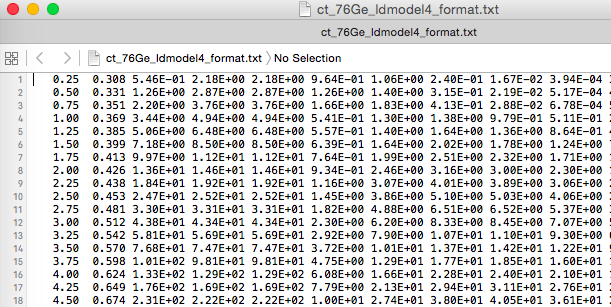 ct_76Ge_ldmodel4_format.txt
ct_76Ge_ldmodel4_format.txt
ct_76Ge_ldmodel4_format.txt 〉No Selection
1 0.25 0.308 5.46E-01 2.18E+00 2.18E+00 9.64E-01 1.06E+00 2.40E-01 1.67E-02 3.94E-04
2 0.50 0.331 1.26E+00 2.87E+00 2.87E+00 1.26E+00 1.40E+00 3.15E-01 2.19E-02 5.17E-04
3 0.75 0.351 2.20E+00 3.76E+00 3.76E+00 1.66E+00 1.83E+00 4.13E-01 2.88E-02 6.78E-04
4 1.00 0.369 3.44E+00 4.94E+00 4.94E+00 5.41E-01 1.30E+00 1.38E+00 9.79E-01 5.11E-01
5 1.25 0.385 5.06E+00 6.48E+00 6.48E+00 5.57E-01 1.40E+00 1.64E+00 1.36E+00 8.64E-01
6 1.50 0.399 7.18E+00 8.50E+00 8.50E+00 6.39E-01 1.64E+00 2.02E+00 1.78E+00 1.24E+00
7 1.75 0.413 9.97E+00 1.12E+01 1.12E+01 7.64E-01 1.99E+00 2.51E+00 2.32E+00 1.71E+00
8 2.00 0.426 1.36E+01 1.46E+01 1.46E+01 9.34E-01 2.46E+00 3.16E+00 3.00E+00 2.30E+00
9 2.25 0.438 1.84E+01 1.92E+01 1.92E+01 1.16E+00 3.07E+00 4.01E+00 3.89E+00 3.06E+00
10 2.50 0.453 2.47E+01 2.52E+01 2.52E+01 1.45E+00 3.86E+00 5.10E+00 5.03E+00 4.06E+00
11 2.75 0.481 3.30E+01 3.31E+01 3.31E+01 1.82E+00 4.88E+00 6.51E+00 6.52E+00 5.37E+00
12 3.00 0.512 4.38E+01 4.34E+01 4.34E+01 2.30E+00 6.20E+00 8.33E+00 8.45E+00 7.07E+00
13 3.25 0.542 5.81E+01 5.69E+01 5.69E+01 2.92E+00 7.90E+00 1.07E+01 1.10E+01 9.30E+00
14 3.50 0.570 7.68E+01 7.47E+01 7.47E+01 3.72E+00 1.01E+01 1.37E+01 1.42E+01 1.22E+01
15 3.75 0.598 1.01E+02 9.81E+01 9.81E+01 4.75E+00 1.29E+01 1.77E+01 1.85E+01 1.60E+01
16 4.00 0.624 1.33E+02 1.29E+02 1.29E+02 6.08E+00 1.66E+01 2.28E+01 2.40E+01 2.10E+01
17 4.25 0.649 1.76E+02 1.69E+02 1.69E+02 7.79E+00 2.13E+01 2.94E+01 3.11E+01 2.76E+01
18 4.50 0.674 2.31E+02 2.22E+02 2.22E+02 1.00E+01 2.74E+01 3.80E+01 4.05E+01 3.61E+01